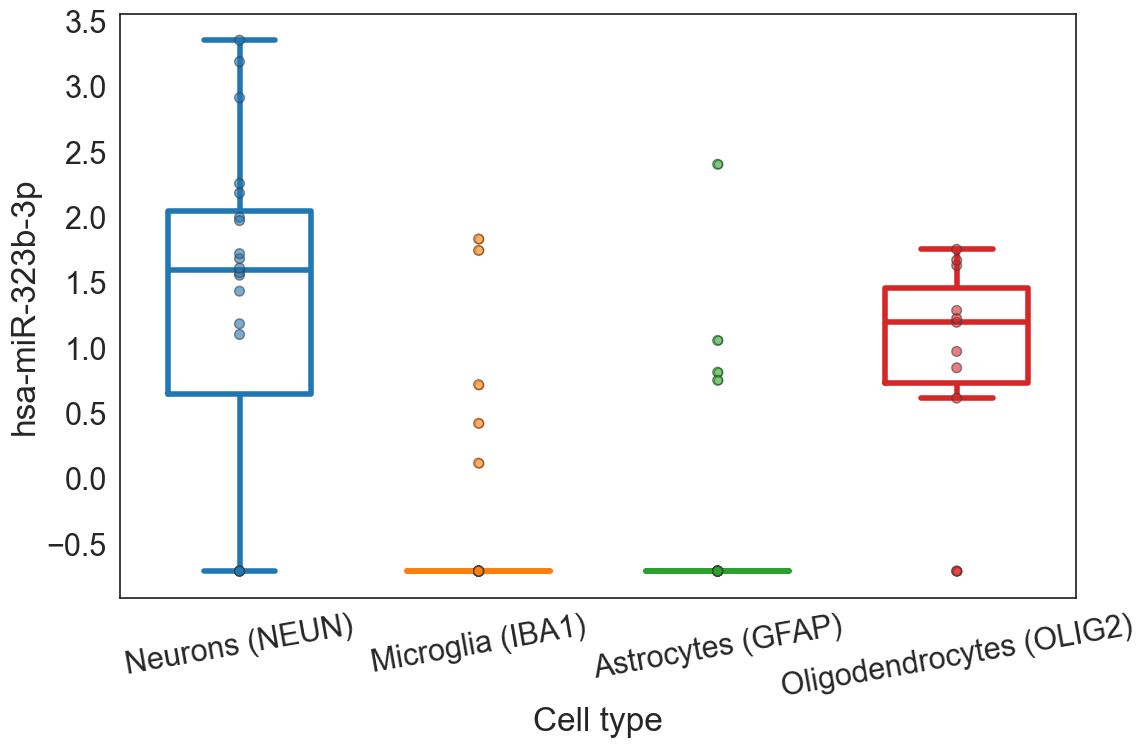 hsa-miR-323b-3p
3.5
3.0
2.5
2.0
1.5
1.0
0.5
0.0
−0.5
Neurons (NEUN)
Microglia (IBA1)
Astrocytes (GFAP)
Oligodendrocytes (OLIG2)
Cell type